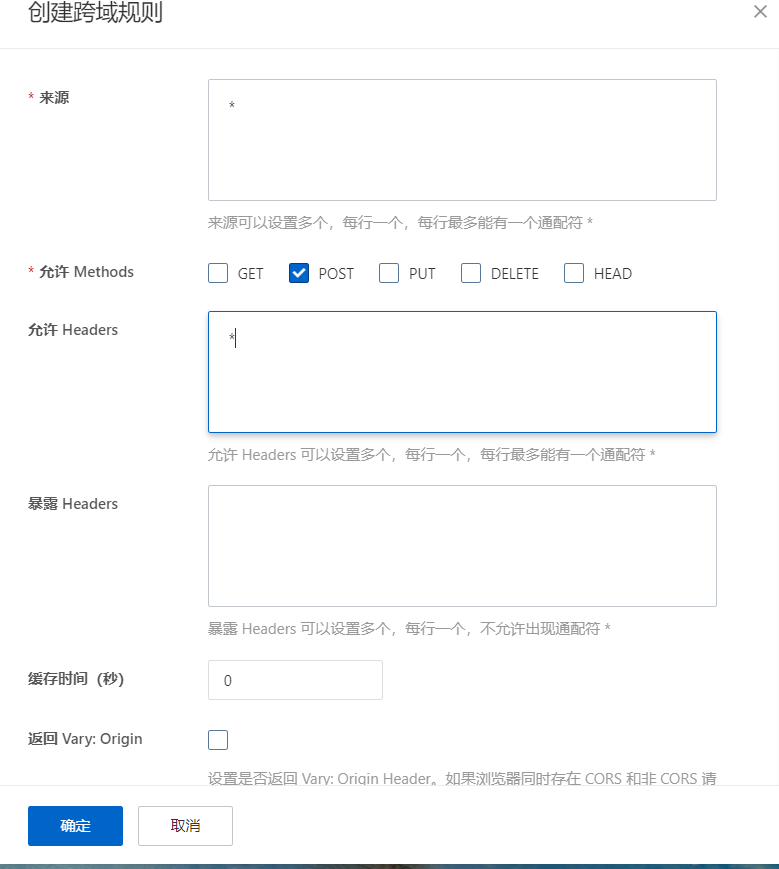 创建跨域规则
* 来源
*
来源可以设置多个，每行一个，每行最多能有一个通配符 *
* 允许 Methods
GET POST PUT DELETE HEAD
允许 Headers
*
允许 Headers 可以设置多个，每行一个，每行最多能有一个通配符 *
暴露 Headers
暴露 Headers 可以设置多个，每行一个，不允许出现通配符 *
缓存时间（秒）
0
返回 Vary: Origin
设置是否返回 Vary: Origin Header。如果浏览器同时存在 CORS 和非 CORS 请
确定 取消